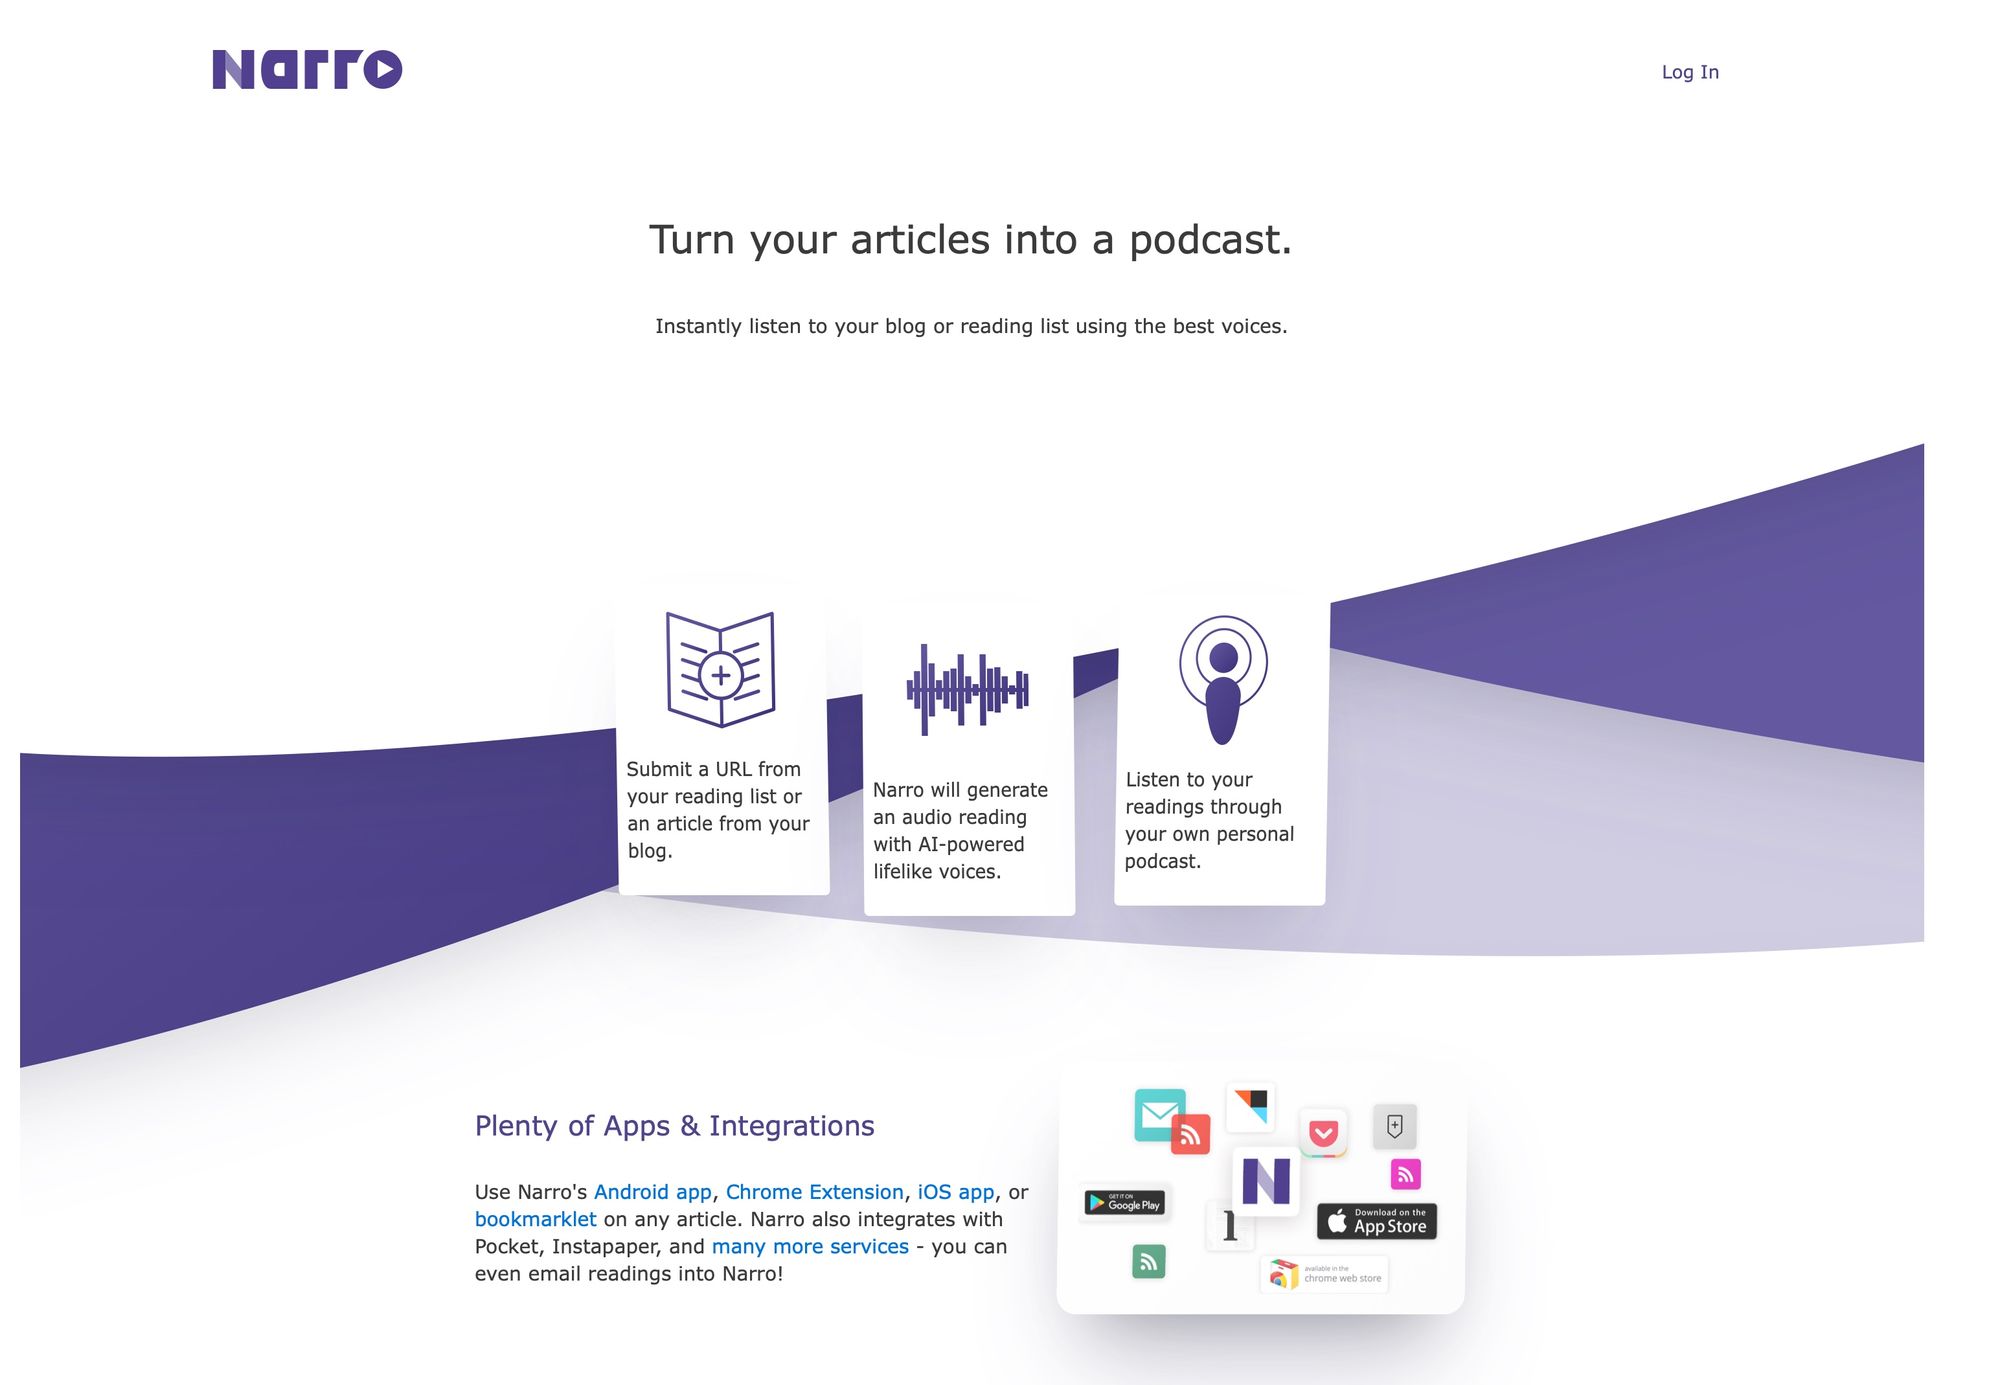 Narro
Log In
Turn your articles into a podcast.
Instantly listen to your blog or reading list using the best voices.
Submit a URL from
your reading list or
an article from your
blog.
Narro will generate
an audio reading
with AI-powered
lifelike voices.
Listen to your
readings through
your own personal
podcast.
Plenty of Apps & Integrations
Use Narro's Android app, Chrome Extension, iOS app, or
bookmarklet on any article. Narro also integrates with
Pocket, Instapaper, and many more services - you can
even email readings into Narro!
N
GET IT ON
Google Play
I
Download on the
App Store
available in the
chrome web store